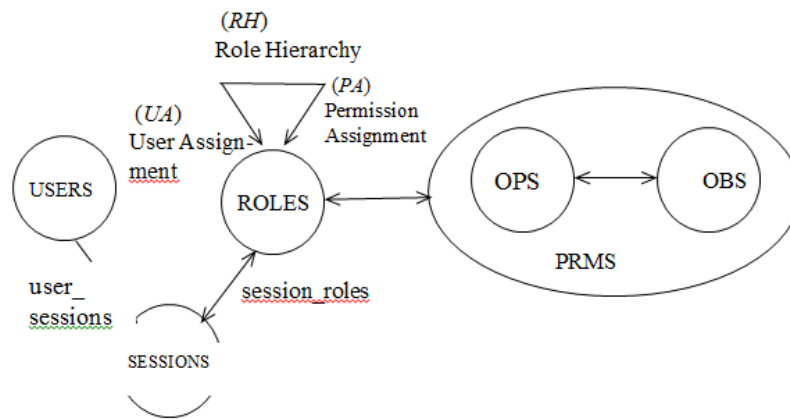 (RH)
Role Hierarchy
(PA)
Permission
Assignment
(UA)
User Assign-
ment
USERS
ROLES
OPS
OBS
PRMS
user_
sessions
session_roles
SESSIONS